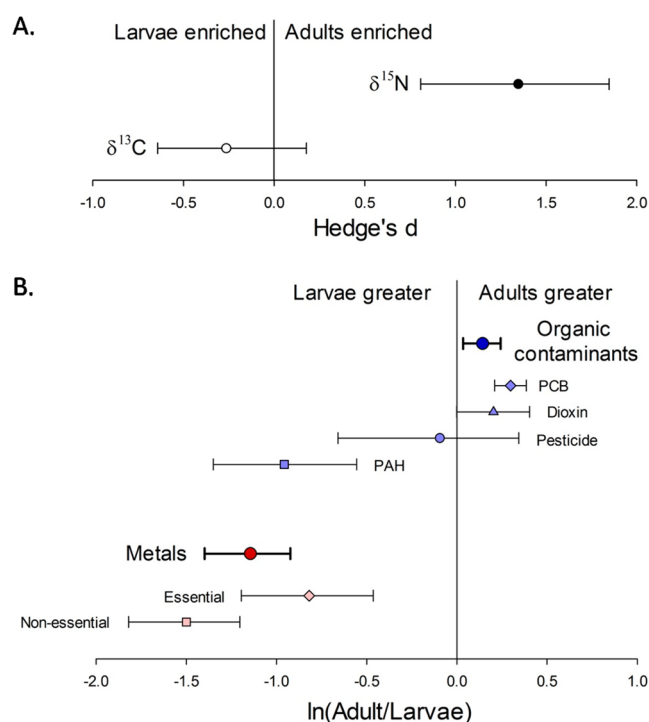 A.
Larvae enriched
Adults enriched
δ15N
δ13C
-1.0 -0.5 0.0 0.5 1.0 1.5 2.0
Hedge's d
B.
Larvae greater
Adults greater
Organic
contaminants
PCB
Dioxin
Pesticide
PAH
Metals
Essential
Non-essential
-2.0 -1.5 -1.0 -0.5 0.0 0.5 1.0
ln(Adult/Larvae)